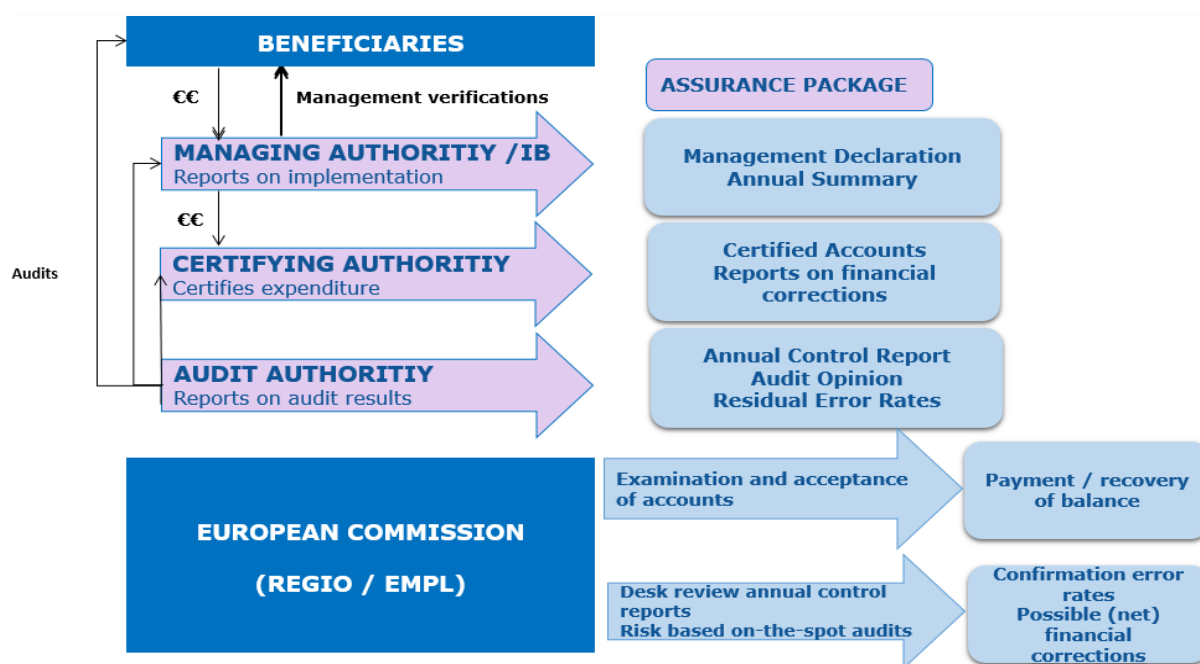 BENEFICIARIES
€€
Management verifications
ASSURANCE PACKAGE
MANAGING AUTHORITIY /IB
Reports on implementation
Management Declaration
Annual Summary
€€
Audits
CERTIFYING AUTHORITIY
Certifies expenditure
Certified Accounts
Reports on financial
corrections
AUDIT AUTHORITIY
Reports on audit results
Annual Control Report
Audit Opinion
Residual Error Rates
EUROPEAN COMMISSION
(REGIO / EMPL)
Examination and acceptance
of accounts
Payment / recovery
of balance
Desk review annual control
reports
Risk based on-the-spot audits
Confirmation error
rates
Possible (net)
financial
corrections